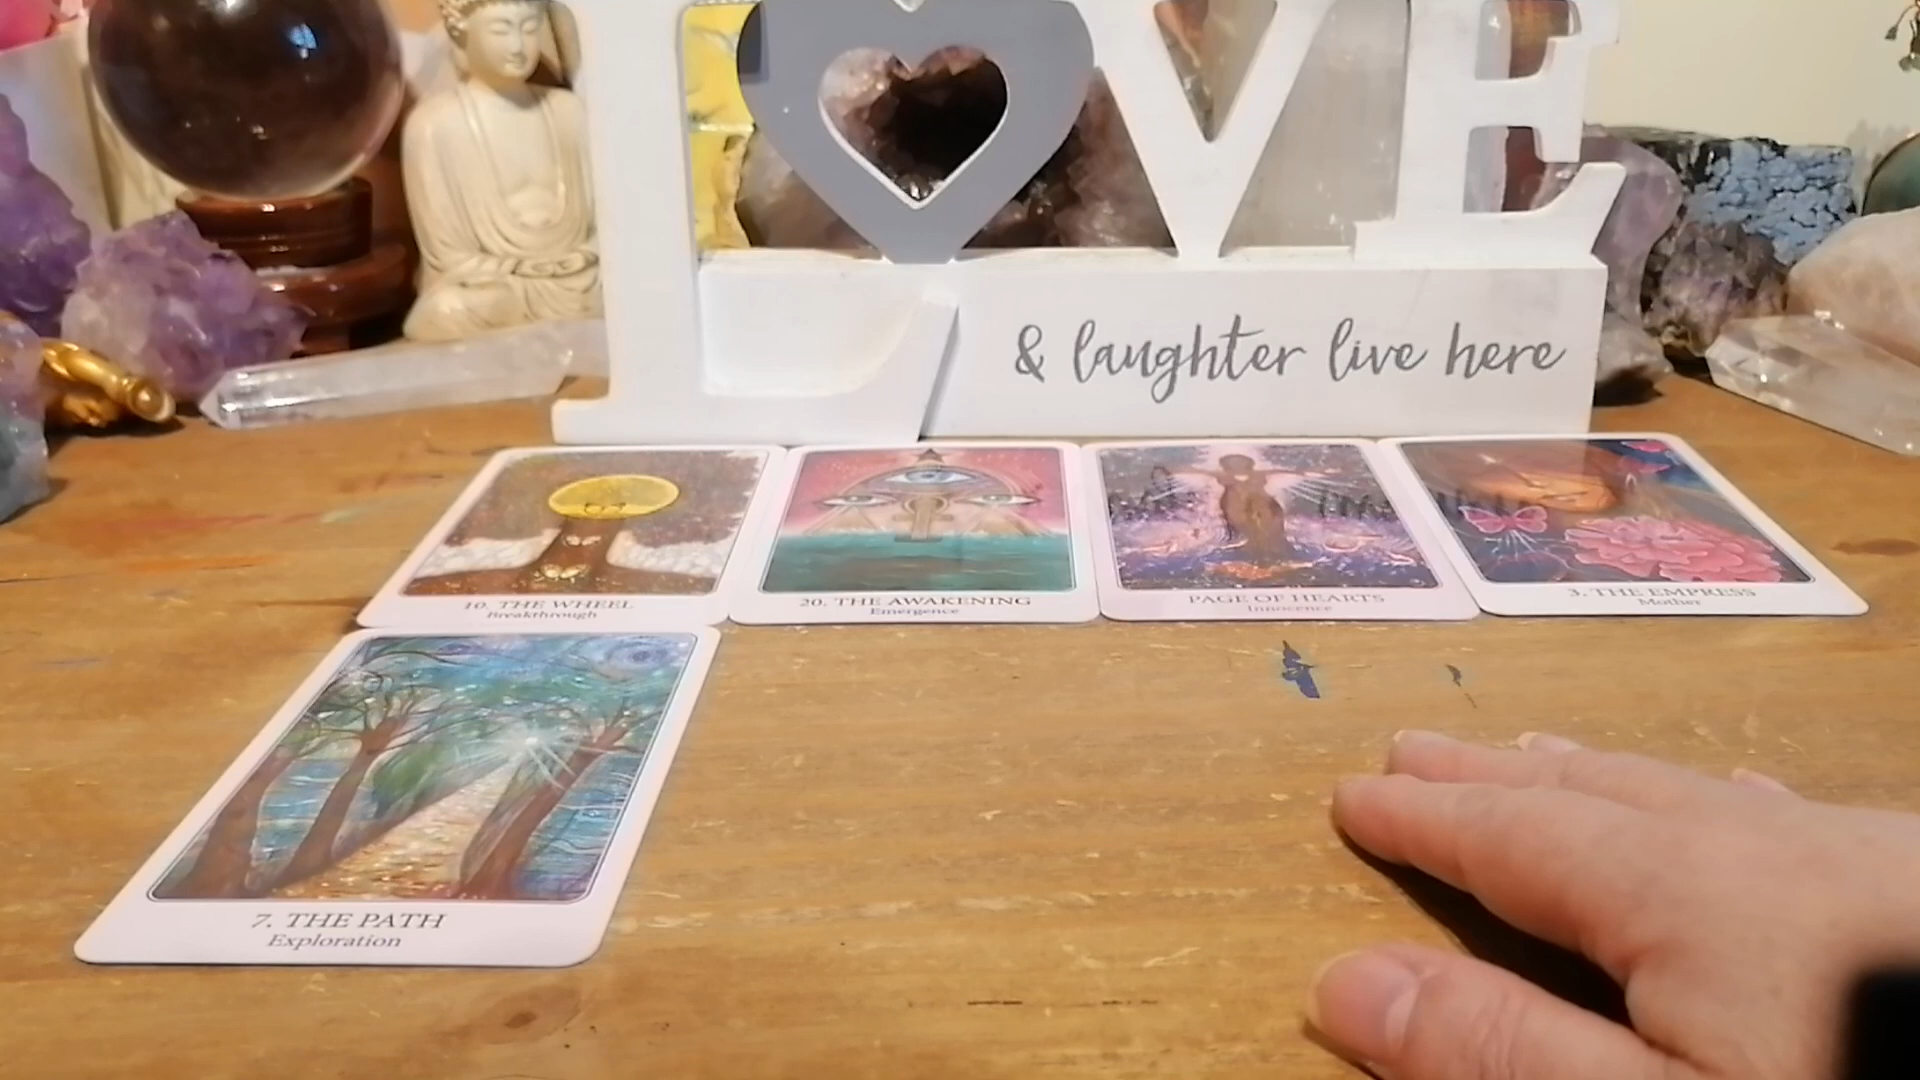 LOVE
& laughter live here
10. THE WHEEL
Breakthrough
20. THE AWAKENING
Emergence
PAGE OF HEARTS
Innocence
3. THE EMPRESS
Mother
7. THE PATH
Exploration